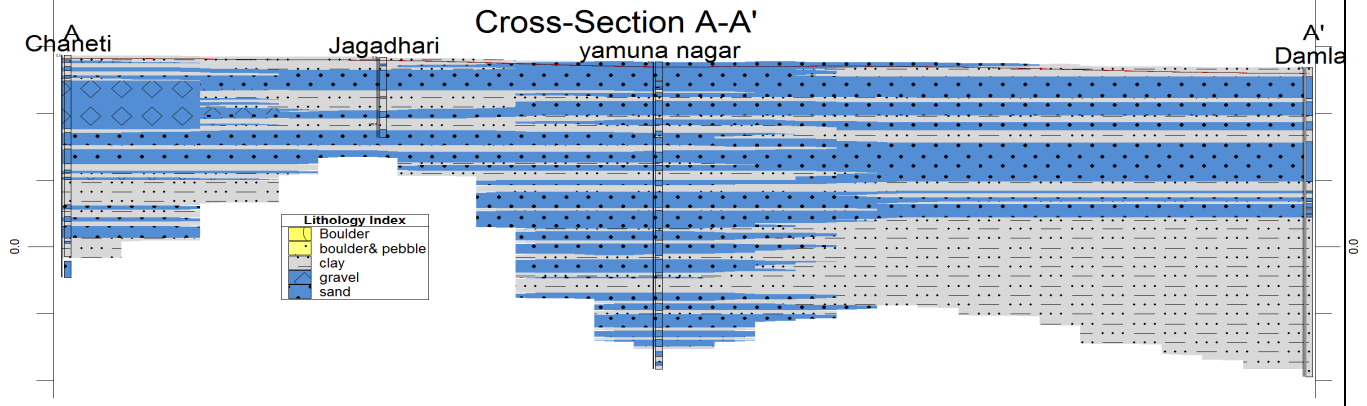 Cross-Section A-A'
A
Chaneti
Jagadhari
yamuna nagar
A'
Damla
0.0
0.0
Lithology Index
Boulder
boulder& pebble
clay
gravel
sand